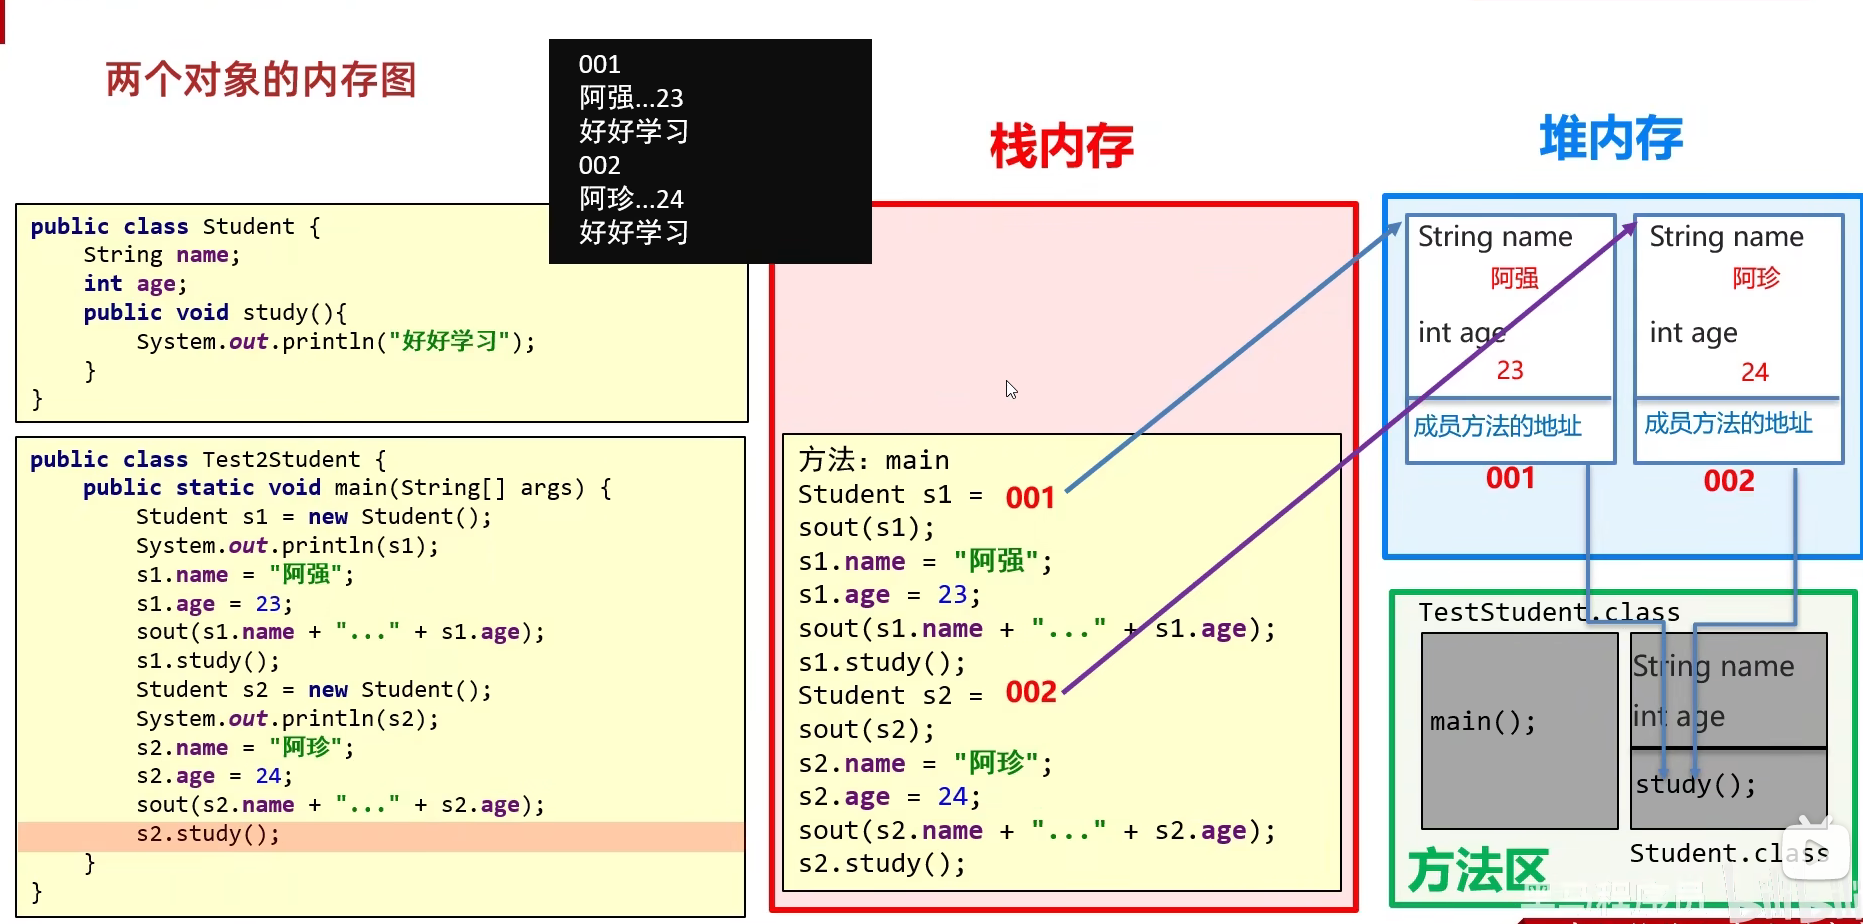 两个对象的内存图
001
阿强...23
好好学习
002
阿珍...24
好好学习
public class Student {
String name;
int age;
public void study(){
System.out.println("好好学习");
}
}
public class Test2Student {
public static void main(String[] args) {
Student s1 = new Student();
System.out.println(s1);
s1.name = "阿强";
s1.age = 23;
sout(s1.name + "..." + s1.age);
s1.study();
Student s2 = new Student();
System.out.println(s2);
s2.name = "阿珍";
s2.age = 24;
sout(s2.name + "..." + s2.age);
s2.study();
}
}
栈内存
方法：main
Student s1 = 001
sout(s1);
s1.name = "阿强";
s1.age = 23;
sout(s1.name + "..." + s1.age);
s1.study();
Student s2 = 002
sout(s2);
s2.name = "阿珍";
s2.age = 24;
sout(s2.name + "..." + s2.age);
s2.study();
堆内存
String name
阿强
int age
23
成员方法的地址
001
String name
阿珍
int age
24
成员方法的地址
002
TestStudent.class
main();
String name
int age
study();
Student.class
方法区